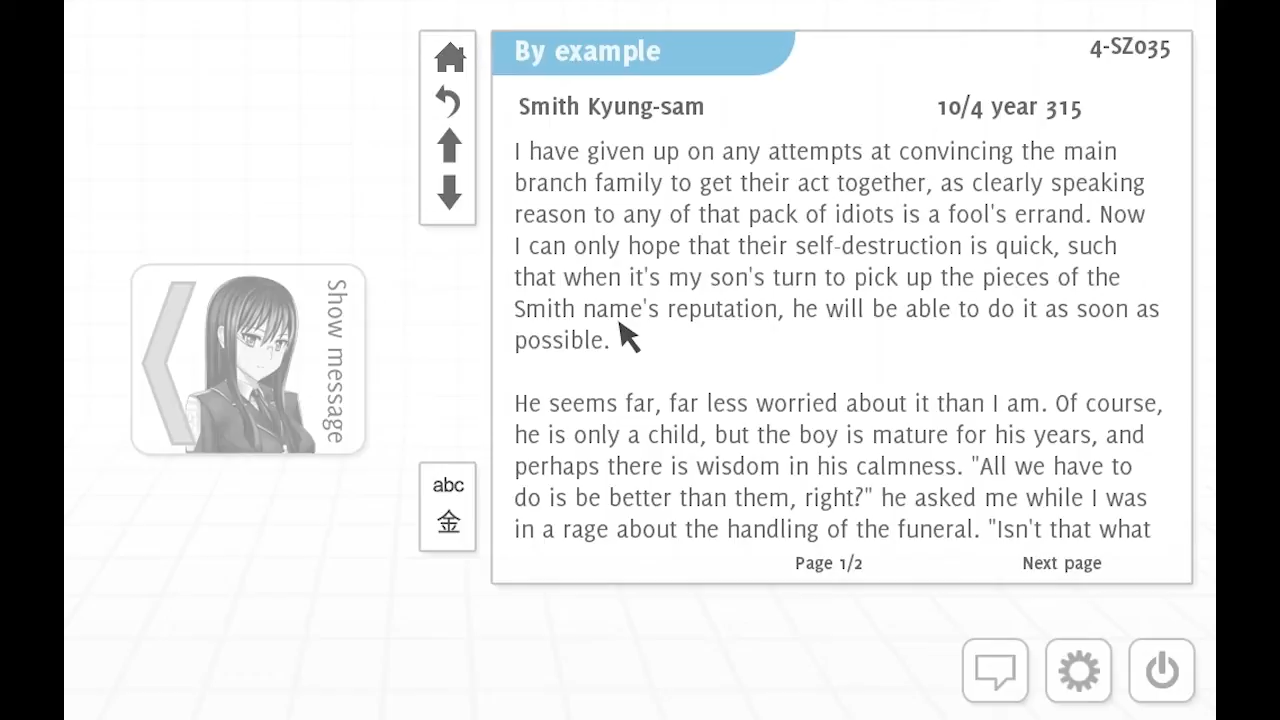 By example
4-SZ035
Smith Kyung-sam
10/4 year 315
I have given up on any attempts at convincing the main
branch family to get their act together, as clearly speaking
reason to any of that pack of idiots is a fool's errand. Now
I can only hope that their self-destruction is quick, such
that when it's my son's turn to pick up the pieces of the
Smith name's reputation, he will be able to do it as soon as
possible.
He seems far, far less worried about it than I am. Of course,
he is only a child, but the boy is mature for his years, and
perhaps there is wisdom in his calmness. "All we have to
do is be better than them, right?" he asked me while I was
in a rage about the handling of the funeral. "Isn't that what
Page 1/2
Next page
Show message
abc
金